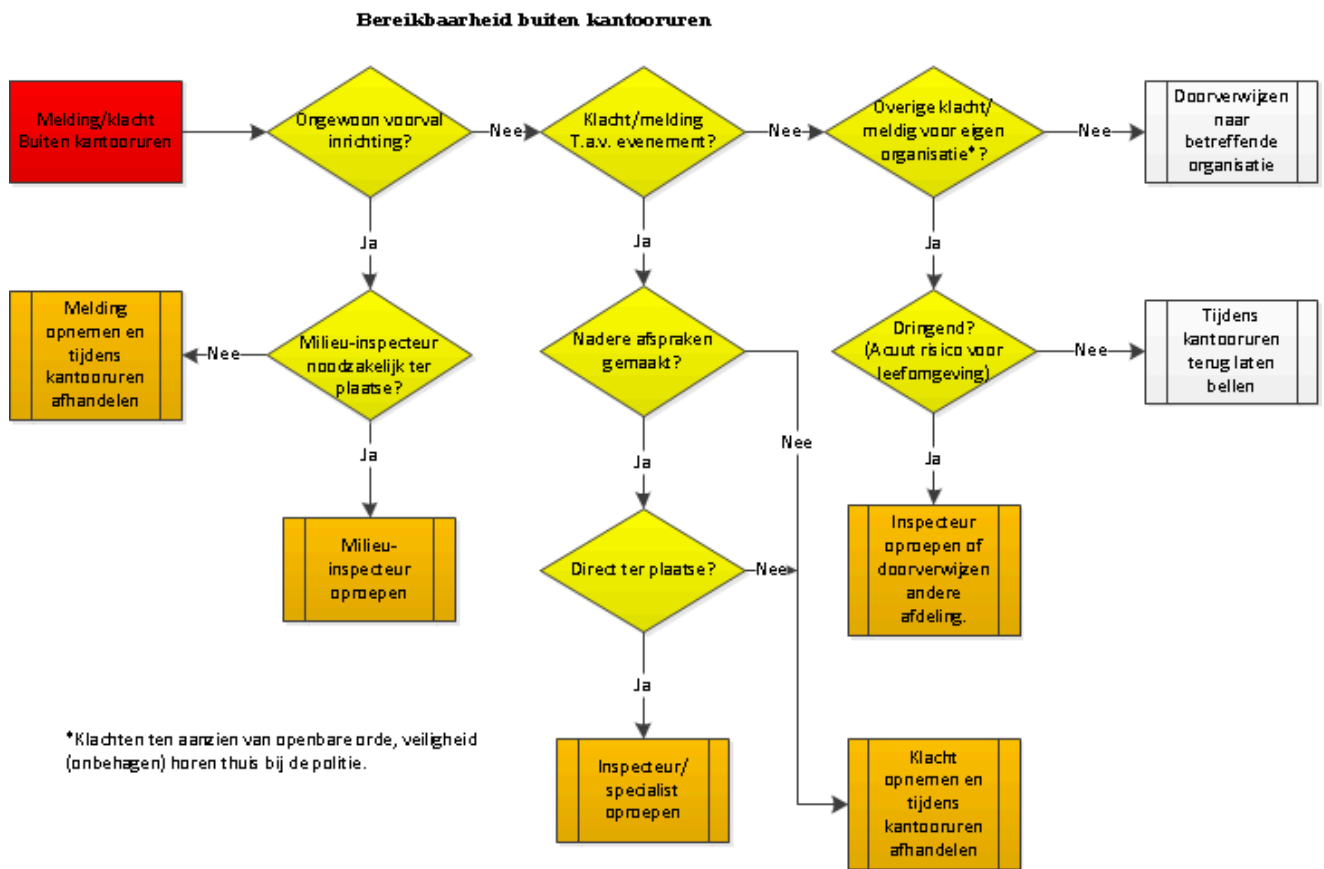 Bereikbaarheid buiten kantooruren
Melding/klacht
Buiten kantooruren
Ongewoon voorval
inrichting?
Nee
Klacht/melding
T.a.v. evenement?
Nee
Overige klacht/
meldig voor eigen
organisatie*?
Nee
Doorverwijzen
naar
betreffende
organisatie
Ja
Ja
Ja
Melding
opnemen en
tijdens
kantooruren
afhandelen
Nee
Milieu-inspecteur
noodzakelijk ter
plaatse?
Nadere afspraken
gemaakt?
Dringend?
(Acuut risico voor
leefomgeving)
Nee
Tijdens
kantooruren
terug laten
bellen
Nee
Ja
Ja
Ja
Milieu-
inspecteur
oproepen
Direct ter plaatse?
Nee
Inspecteur
oproepen of
doorverwijzen
andere
afdeling.
Ja
*Klachten ten aanzien van openbare orde, veiligheid
(onbehagen) horen thuis bij de politie.
Inspecteur/
specialist
oproepen
Klacht
opnemen en
tijdens
kantooruren
afhandelen